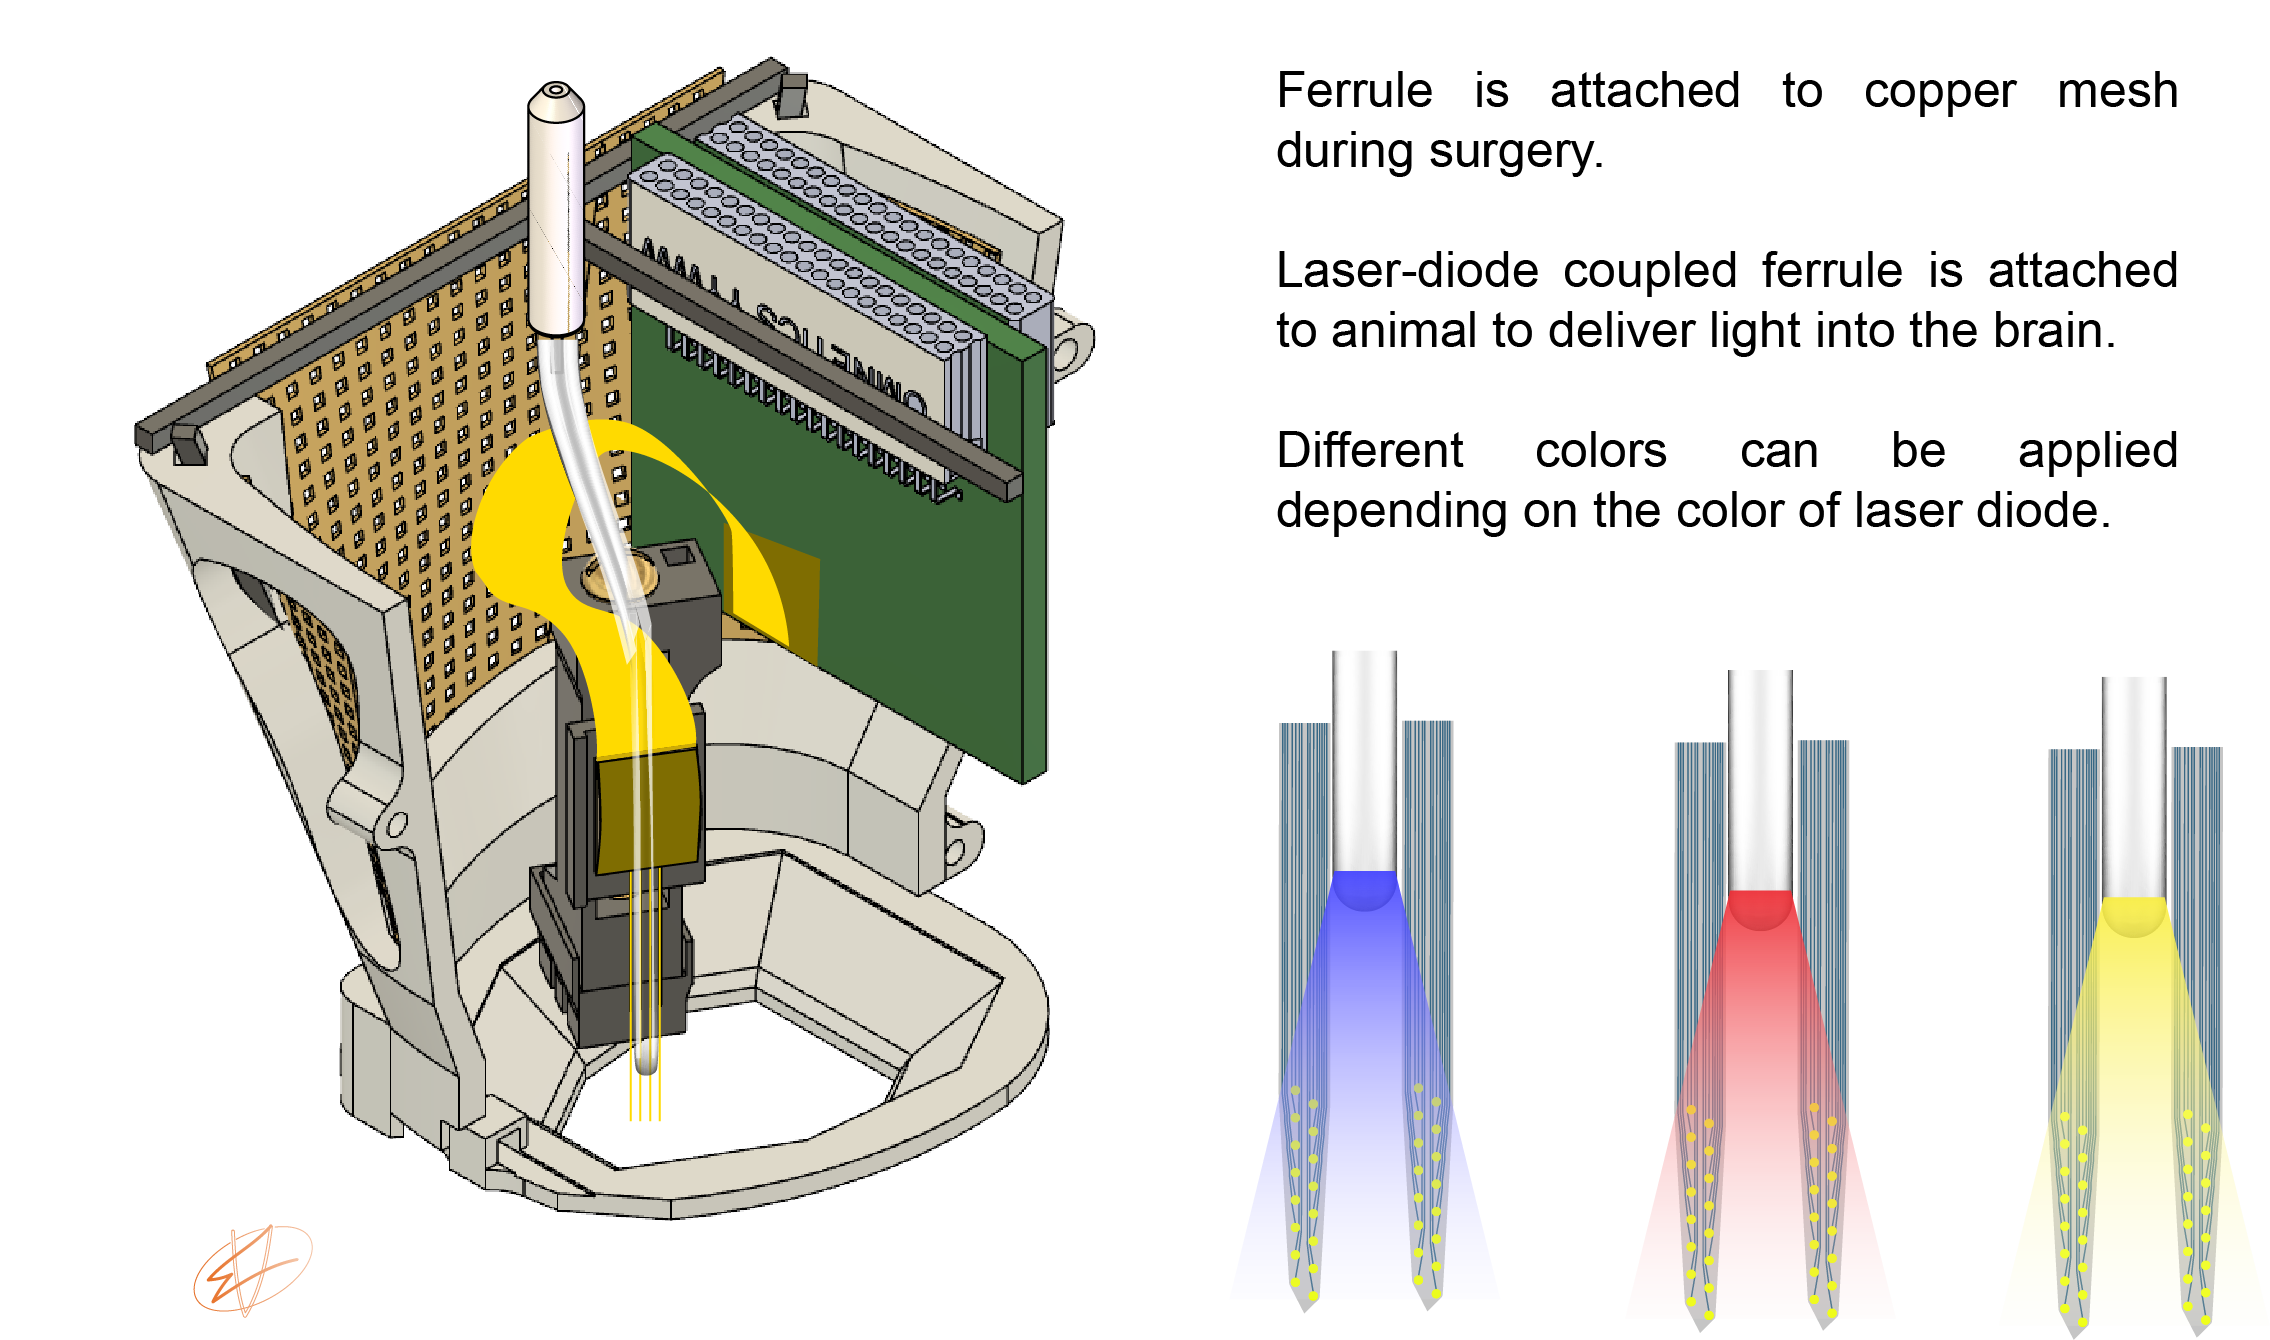 Ferrule is attached to copper mesh
during surgery.
Laser-diode coupled ferrule is attached
to animal to deliver light into the brain.
Different colors can be applied
depending on the color of laser diode.
OMNETICS